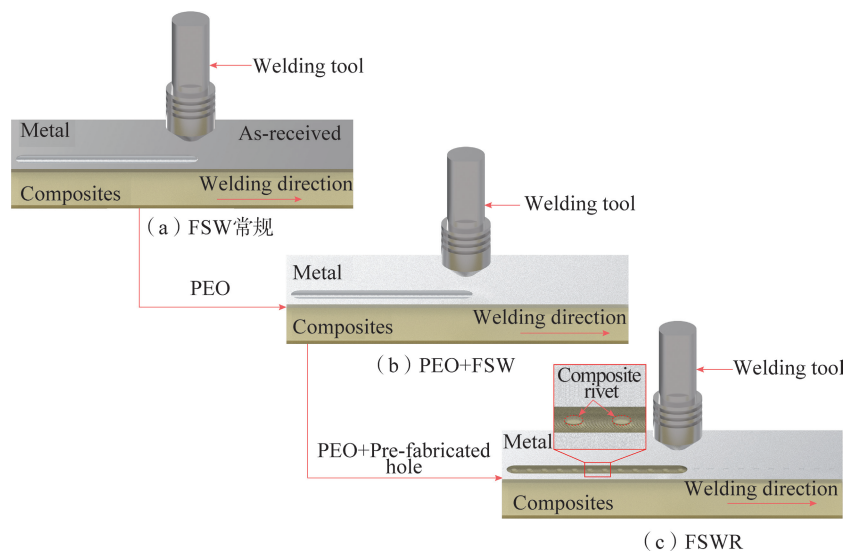 Welding tool
Metal
As-received
Composites
Welding direction
（a）FSW常规
PEO
Welding tool
Metal
Composites
Welding direction
（b）PEO+FSW
Composite
rivet
Welding tool
PEO+Pre-fabricated
hole
Metal
Composites
Welding direction
（c）FSWR